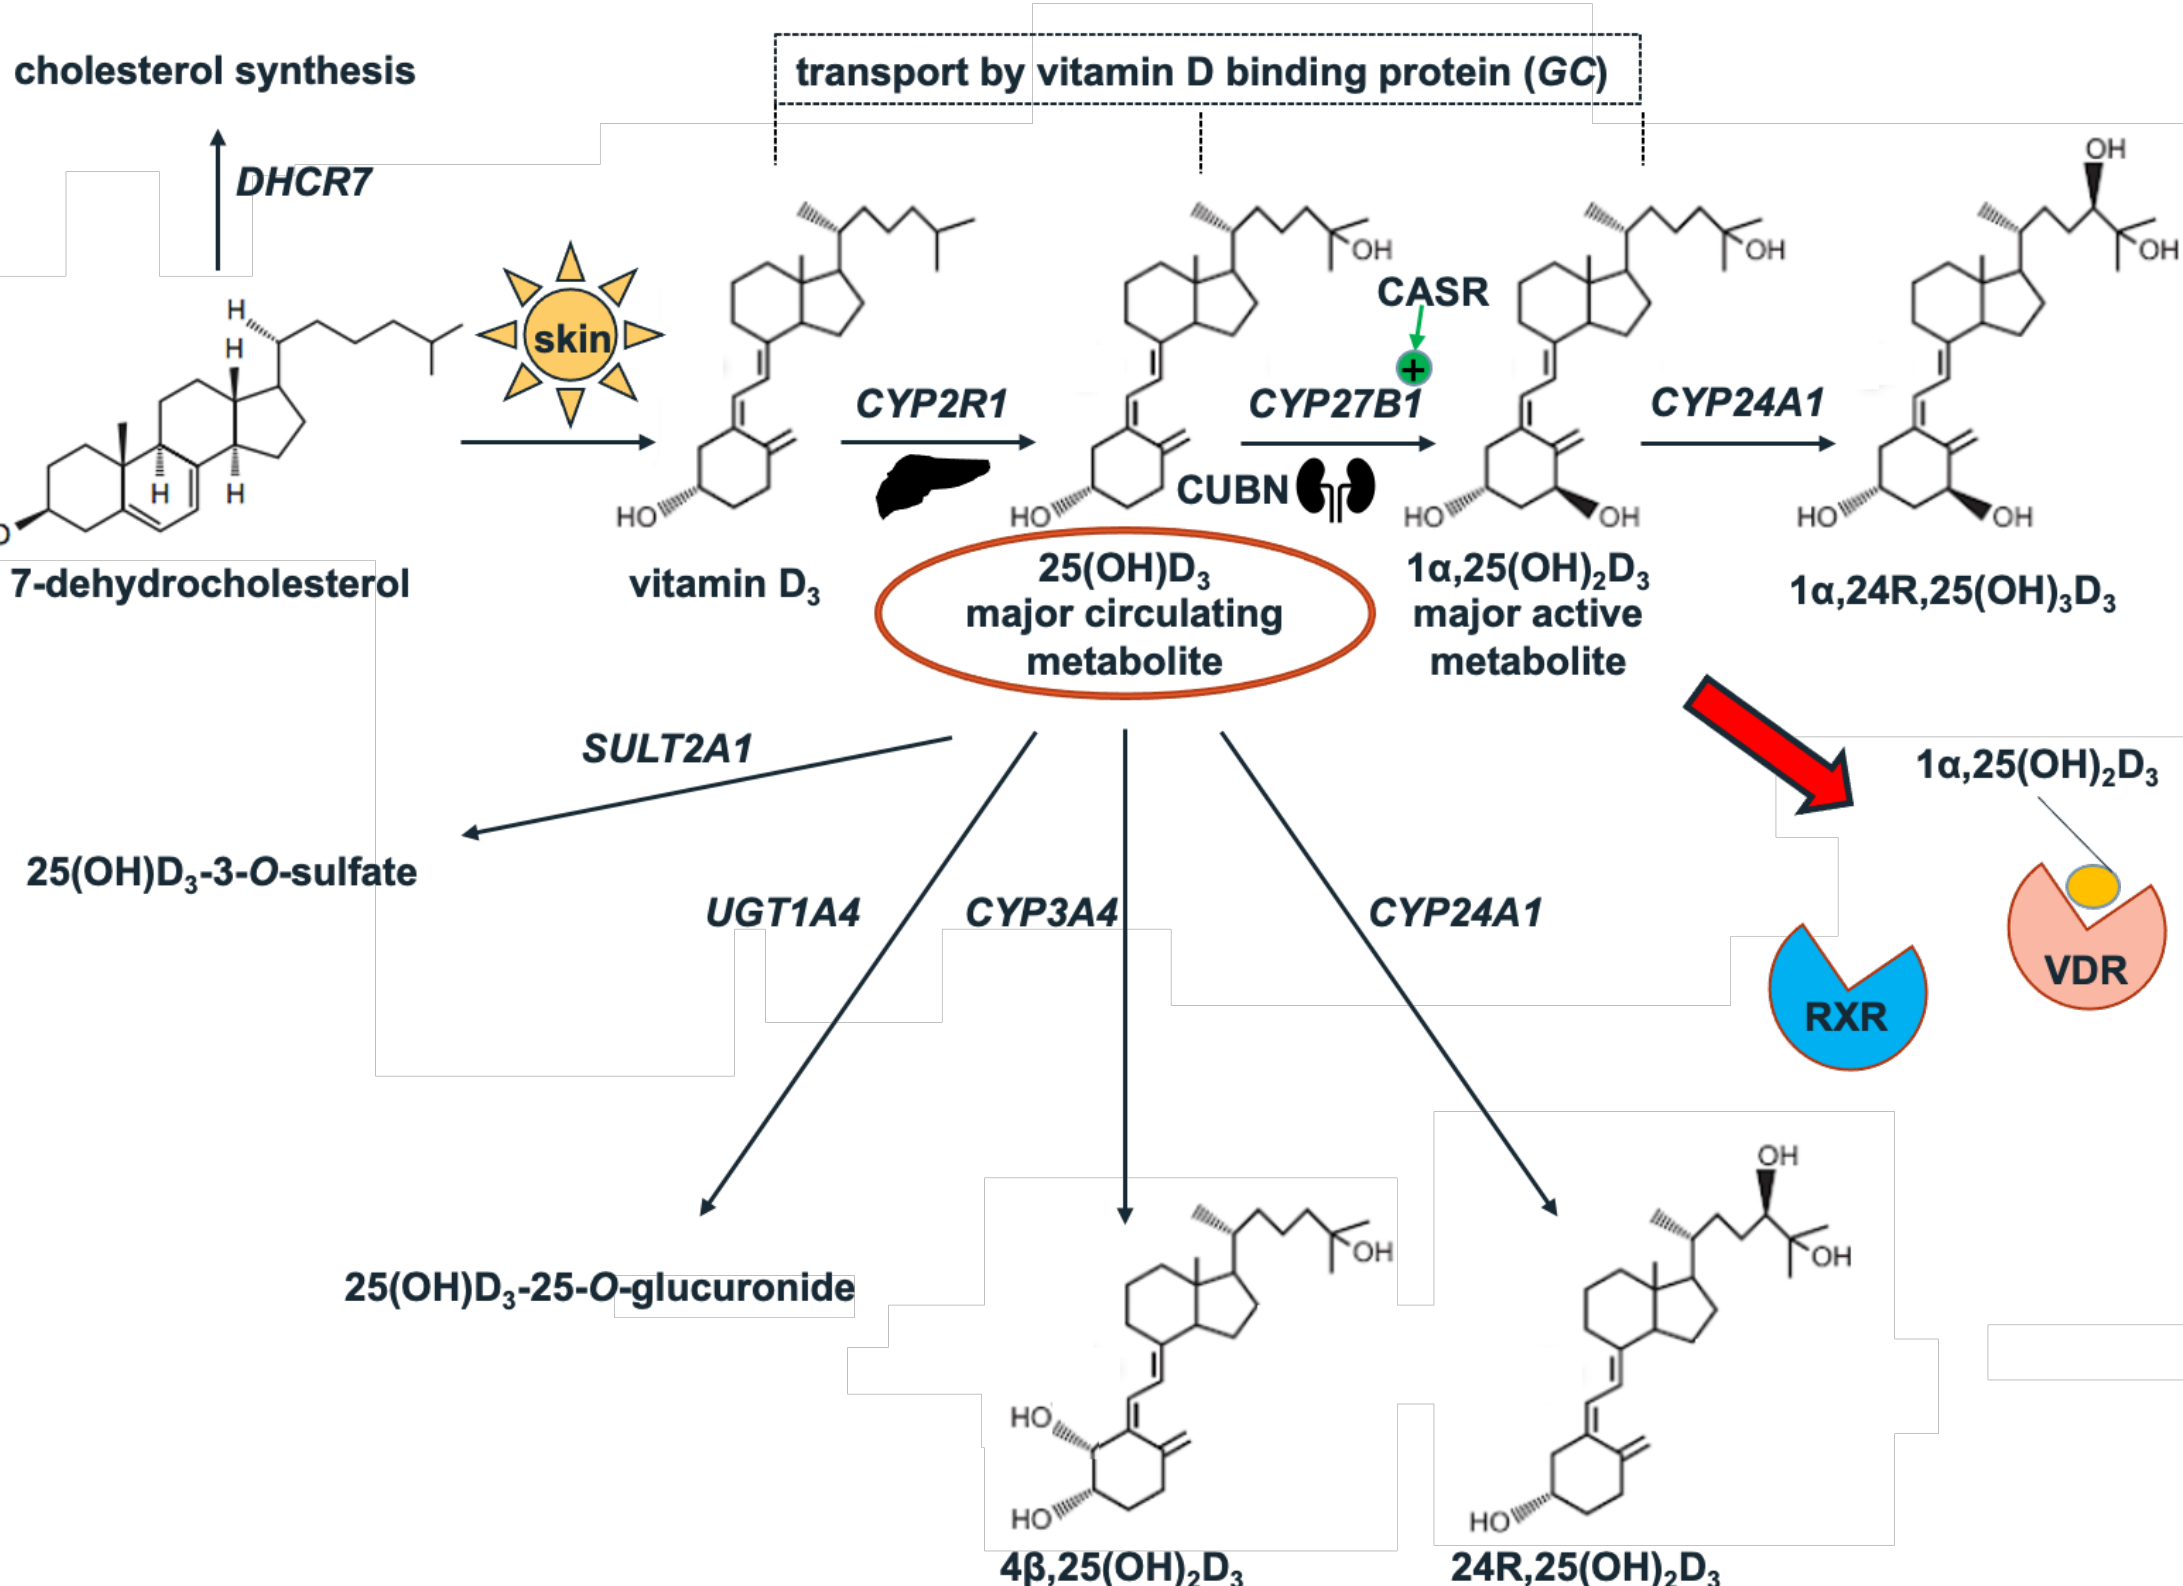 cholesterol synthesis
transport by vitamin D binding protein (GC)
DHCR7
OH
OH
OH
OH
H
H
H
H
skin
CASR
+
CYP2R1
CYP27B1
CYP24A1
CUBN
HO
HO
HO
OH
HO
OH
7-dehydrocholesterol
vitamin D₃
25(OH)D₃
major circulating
metabolite
1α,25(OH)₂D₃
major active
metabolite
1α,24R,25(OH)₃D₃
SULT2A1
25(OH)D₃-3-O-sulfate
UGT1A4
CYP3A4
CYP24A1
1α,25(OH)₂D₃
VDR
RXR
25(OH)D₃-25-O-glucuronide
OH
OH
OH
HO
HO
HO
4β,25(OH)₂D₃
24R,25(OH)₂D₃